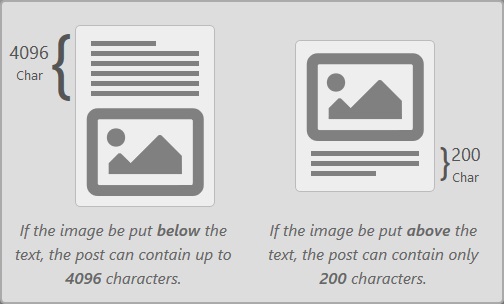 4096
Char
200
Char
If the image be put below the
text, the post can contain up to
4096 characters.
If the image be put above the
text, the post can contain only
200 characters.